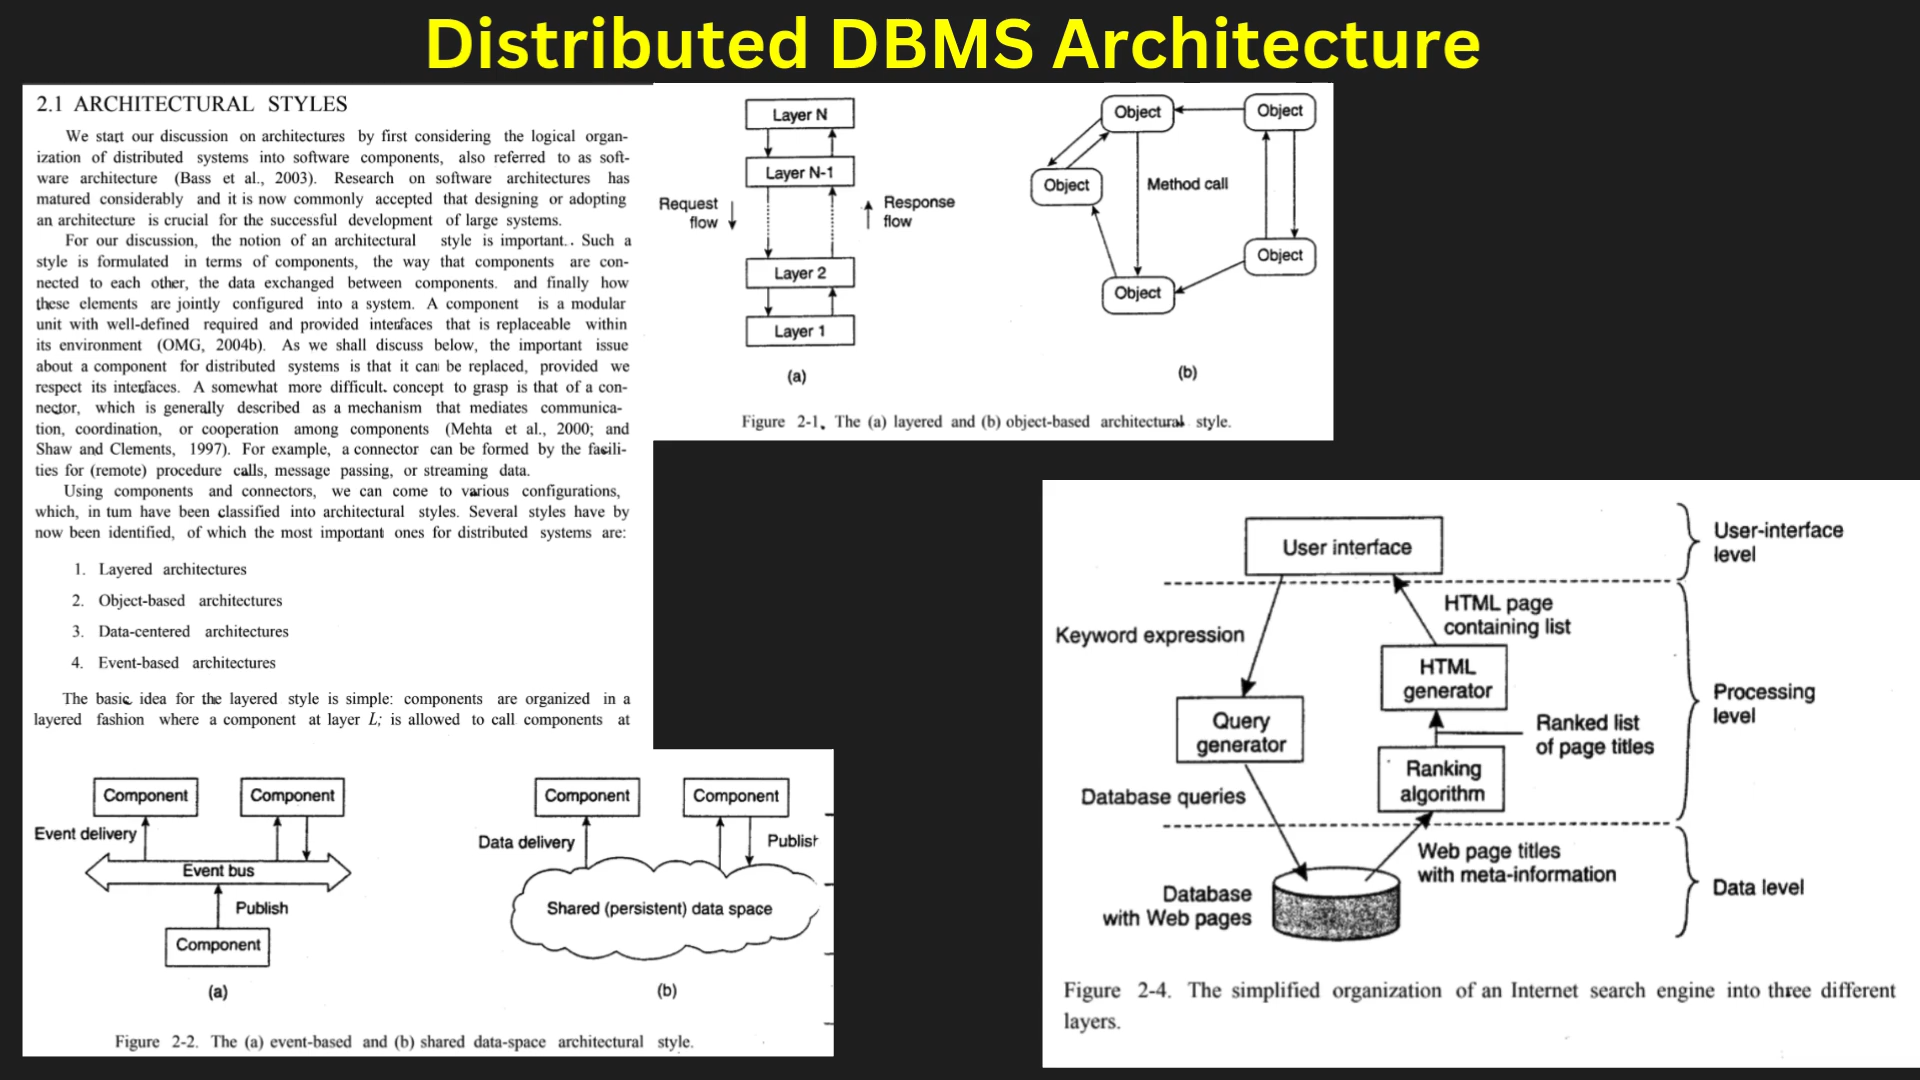 Distributed DBMS Architecture
2.1 ARCHITECTURAL STYLES
We start our discussion on architectures by first considering the logical organ-
ization of distributed systems into software components, also referred to as soft-
ware architecture (Bass et al., 2003). Research on software architectures has
matured considerably and it is now commonly accepted that designing or adopting
an architecture is crucial for the successful development of large systems.
For our discussion, the notion of an architectural style is important.. Such a
style is formulated in terms of components, the way that components are con-
nected to each other, the data exchanged between components. and finally how
these elements are jointly configured into a system. A component is a modular
unit with well-defined required and provided interfaces that is replaceable within
its environment (OMG, 2004b). As we shall discuss below, the important issue
about a component for distributed systems is that it can be replaced, provided we
respect its interfaces. A somewhat more difficult. concept to grasp is that of a con-
nector, which is generally described as a mechanism that mediates communica-
tion, coordination, or cooperation among components (Mehta et al., 2000; and
Shaw and Clements, 1997). For example, a connector can be formed by the facili-
ties for (remote) procedure calls, message passing, or streaming data.
Using components and connectors, we can come to various configurations,
which, in tum have been classified into architectural styles. Several styles have by
now been identified, of which the most important ones for distributed systems are:
1. Layered architectures
2. Object-based architectures
3. Data-centered architectures
4. Event-based architectures
The basic idea for the layered style is simple: components are organized in a
layered fashion where a component at layer L; is allowed to call components at
Layer N
Layer N-1
Request
flow
Response
flow
Layer 2
Layer 1
(a)
Object
Object
Object
Method call
Object
Object
(b)
Figure 2-1. The (a) layered and (b) object-based architectural style.
Component
Component
Event delivery
Event bus
Publish
Component
(a)
Component
Component
Data delivery
Publish
Shared (persistent) data space
(b)
Figure 2-2. The (a) event-based and (b) shared data-space architectural style.
User interface
User-interface
level
Keyword expression
HTML page
containing list
HTML
generator
Query
generator
Ranked list
of page titles
Processing
level
Ranking
algorithm
Database queries
Web page titles
with meta-information
Database
with Web pages
Data level
Figure 2-4. The simplified organization of an Internet search engine into three different
layers.